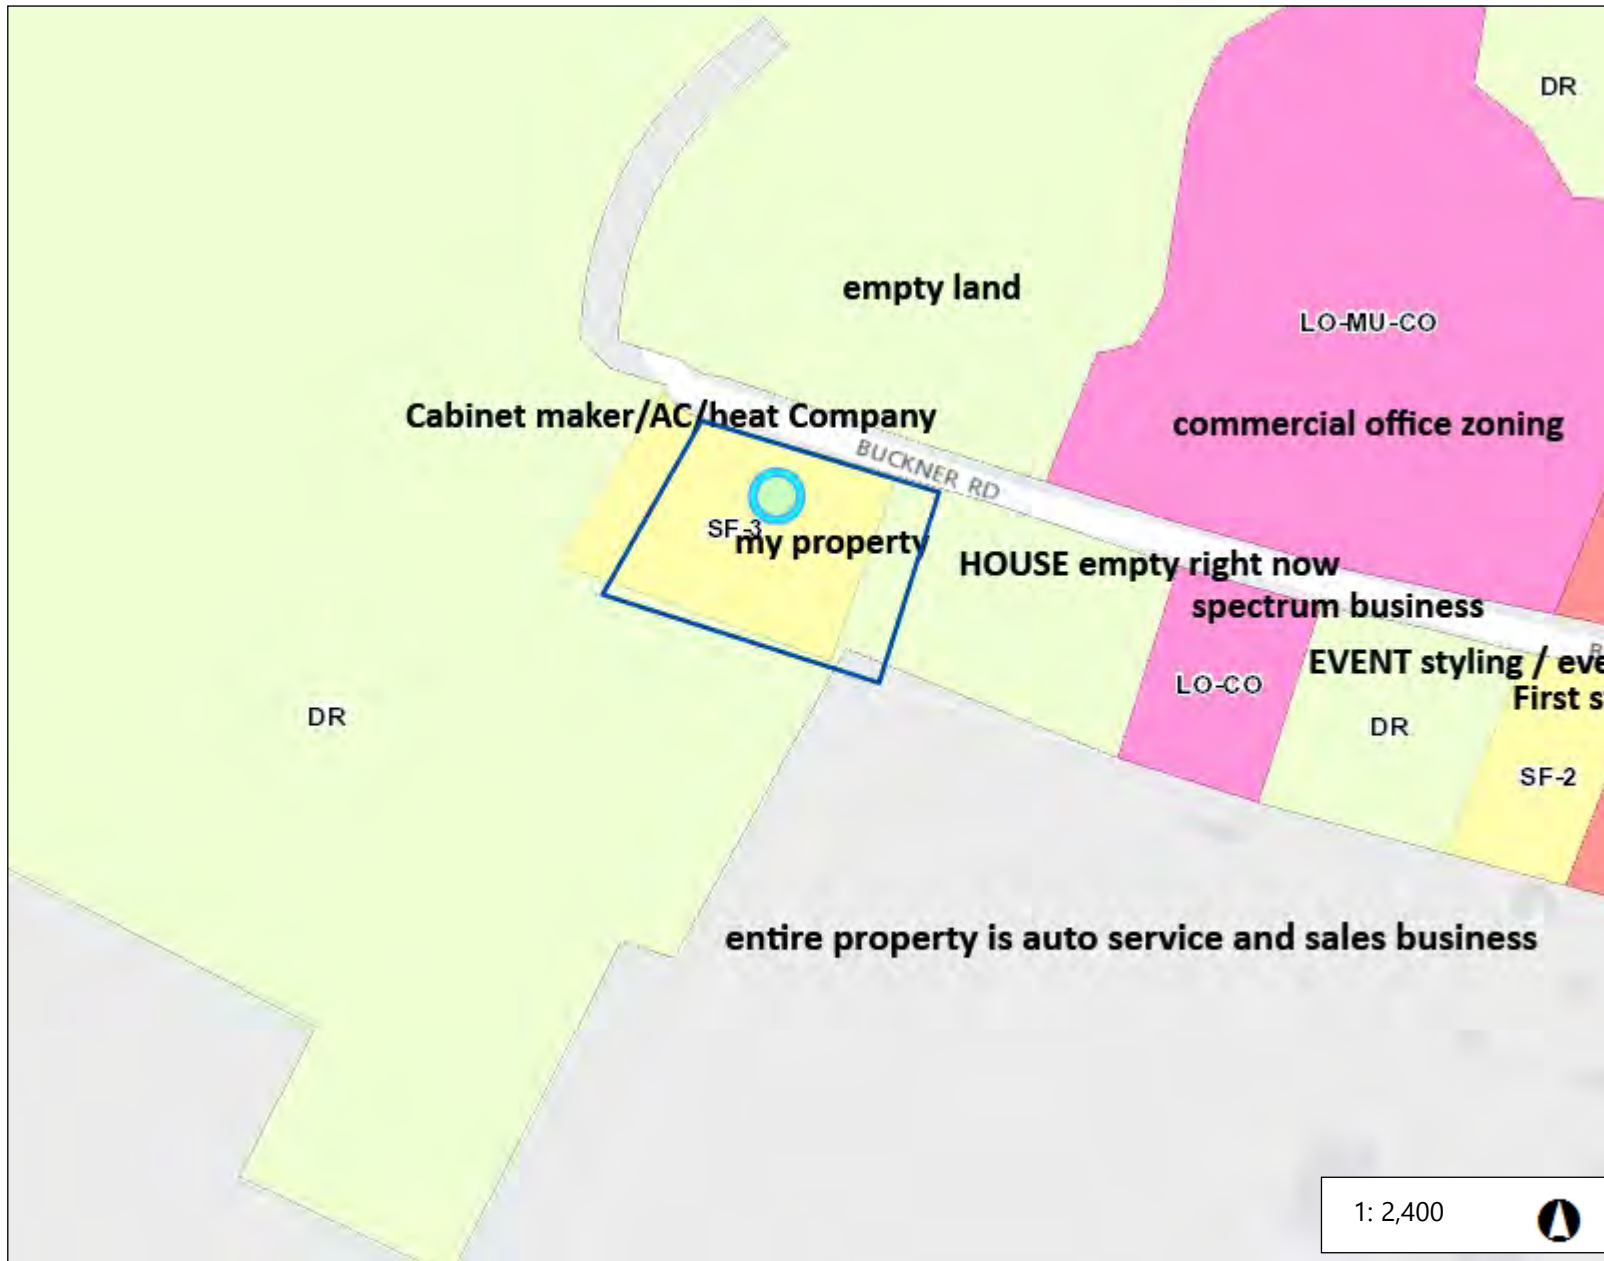 DR
empty land
LO-MU-CO
Cabinet maker/AC/heat Company
commercial office zoning
BUCKNER RD
SF-3
my property
HOUSE empty right now
spectrum business
B
EVENT styling / eve
LO-CO
First s
DR
DR
SF-2
entire property is auto service and sales business
1: 2,400